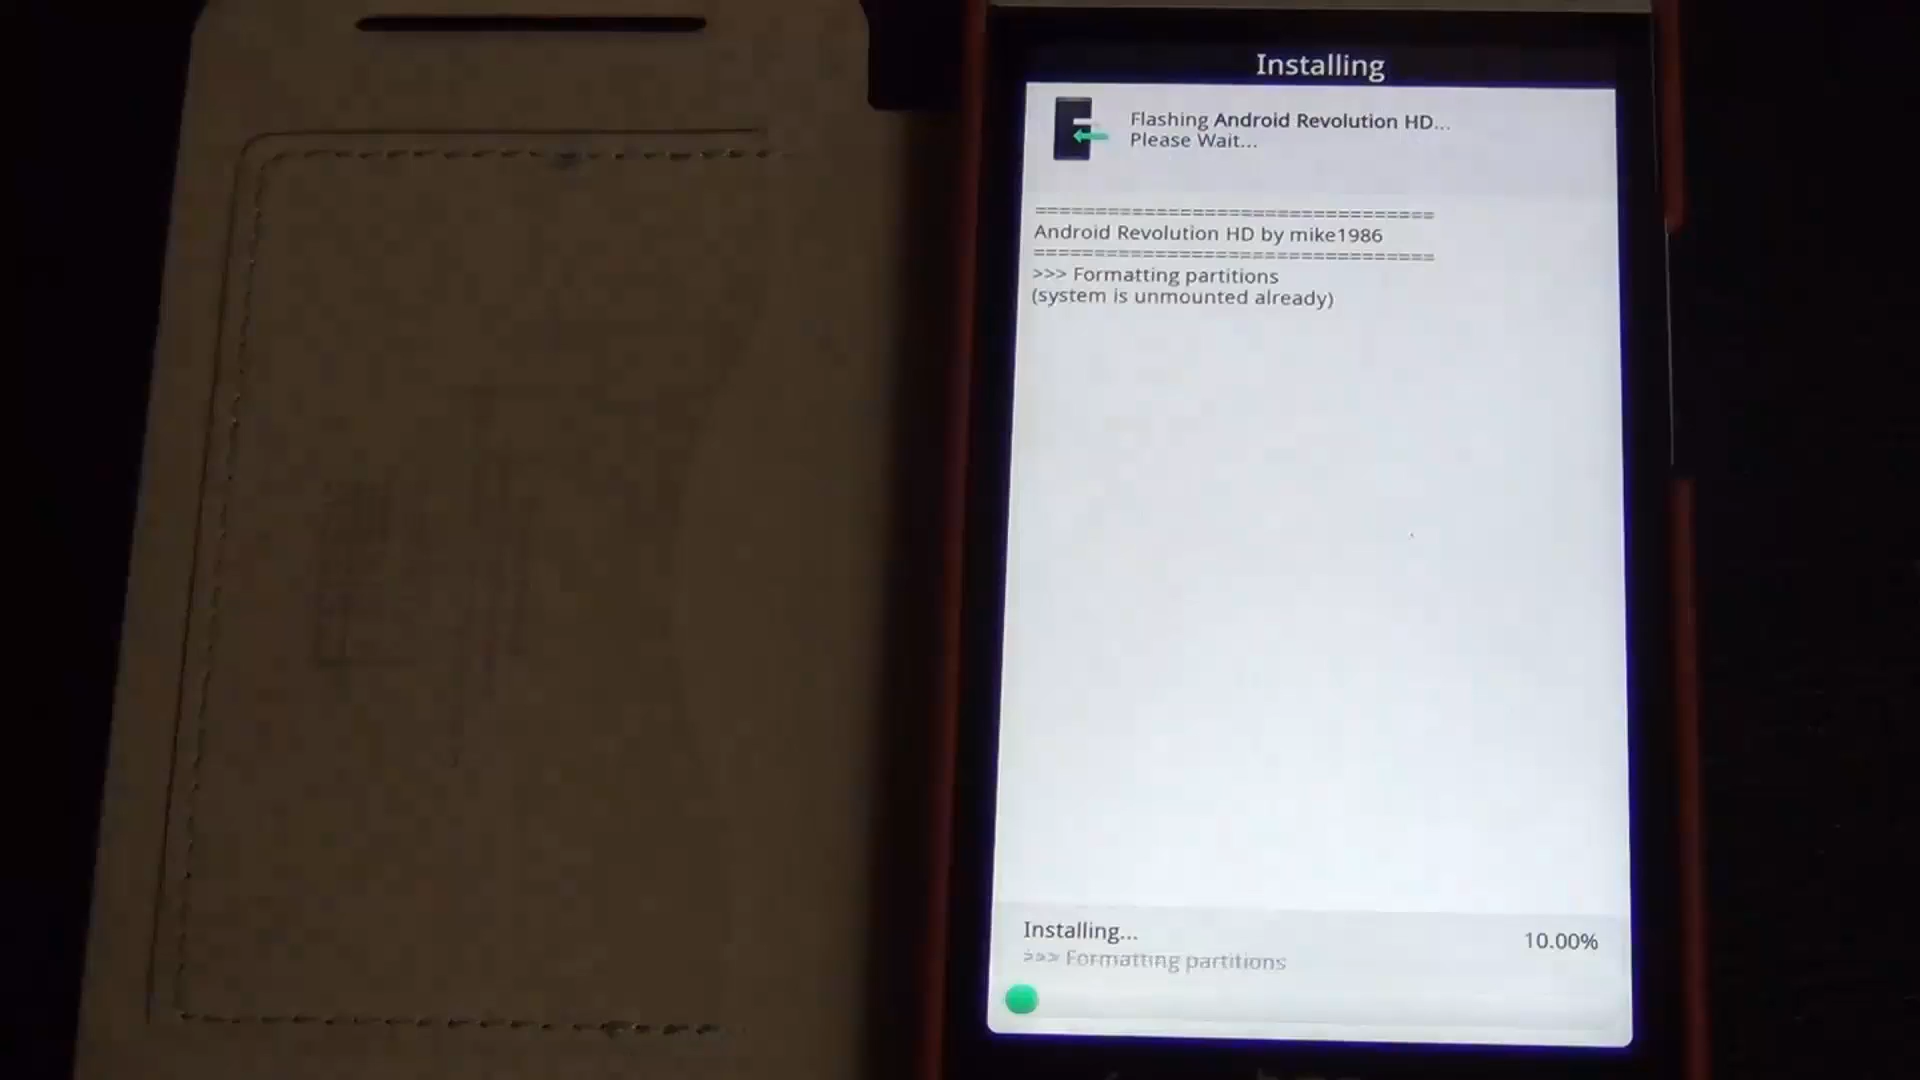 Installing
Flashing Android Revolution HD...
Please Wait...
=================================
Android Revolution HD by mike1986
=================================
>>> Formatting partitions
(system is unmounted already)
Installing...
10.00%
>>> Formatting partitions